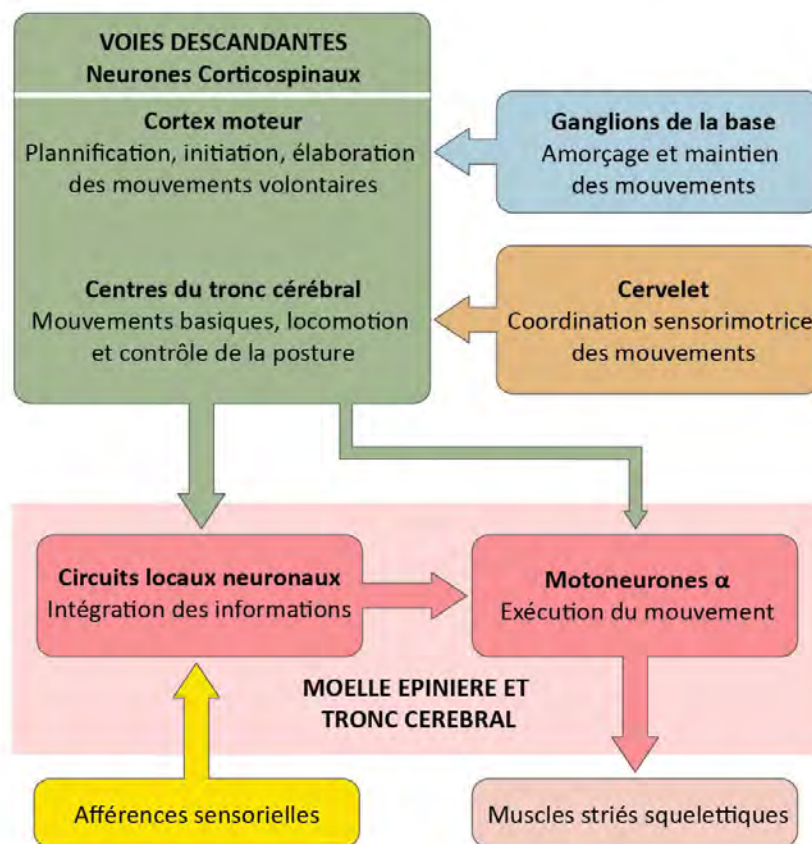 VOIES DESCANDANTES
Neurones Corticospinaux
Cortex moteur
Plannification, initiation, élaboration
des mouvements volontaires
Ganglions de la base
Amorçage et maintien
des mouvements
Centres du tronc cérébral
Mouvements basiques, locomotion
et contrôle de la posture
Cervelet
Coordination sensorimotrice
des mouvements
Circuits locaux neuronaux
Intégration des informations
Motoneurones α
Exécution du mouvement
MOELLE EPINIERE ET
TRONC CEREBRAL
Afférences sensorielles
Muscles striés squelettiques